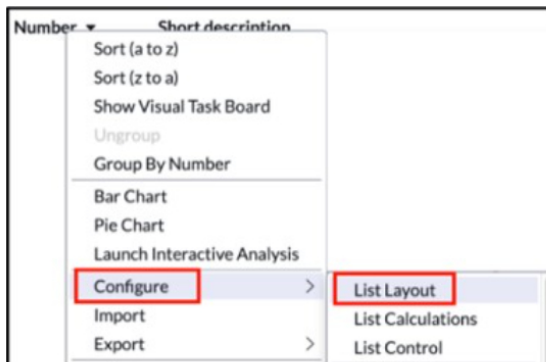 Number ▼ Short description
Sort (a to z)
Sort (z to a)
Show Visual Task Board
Ungroup
Group By Number
Bar Chart
Pie Chart
Launch Interactive Analysis
Configure >
List Layout
Import
List Calculations
Export >
List Control